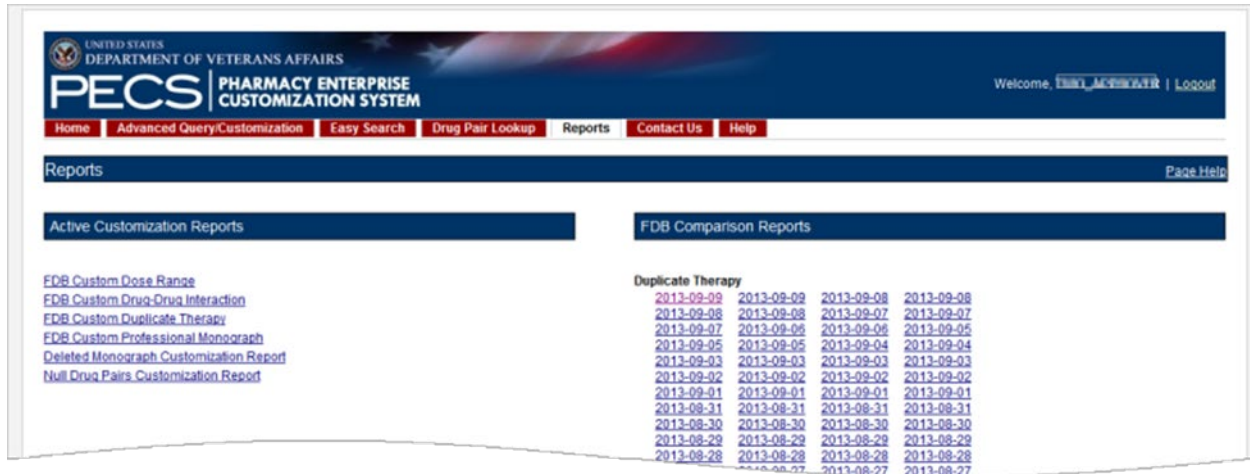 UNITED STATES
DEPARTMENT OF VETERANS AFFAIRS
PECS PHARMACY ENTERPRISE
CUSTOMIZATION SYSTEM
Welcome, | Logout
Home Advanced Query/Customization Easy Search Drug Pair Lookup Reports Contact Us Help
Reports Page Help
Active Customization Reports
FDB Custom Dose Range
FDB Custom Drug-Drug Interaction
FDB Custom Duplicate Therapy
FDB Custom Professional Monograph
Deleted Monograph Customization Report
Null Drug Pairs Customization Report
FDB Comparison Reports
Duplicate Therapy
2013-09-09 2013-09-09 2013-09-08 2013-09-08
2013-09-08 2013-09-08 2013-09-07 2013-09-07
2013-09-07 2013-09-06 2013-09-06 2013-09-05
2013-09-05 2013-09-05 2013-09-04 2013-09-04
2013-09-03 2013-09-03 2013-09-03 2013-09-03
2013-09-02 2013-09-02 2013-09-02 2013-09-02
2013-09-01 2013-09-01 2013-09-01 2013-09-01
2013-08-31 2013-08-31 2013-08-31 2013-08-31
2013-08-30 2013-08-30 2013-08-30 2013-08-30
2013-08-29 2013-08-29 2013-08-29 2013-08-29
2013-08-28 2013-08-28 2013-08-28 2013-08-28
2013-08-27 2013-08-27